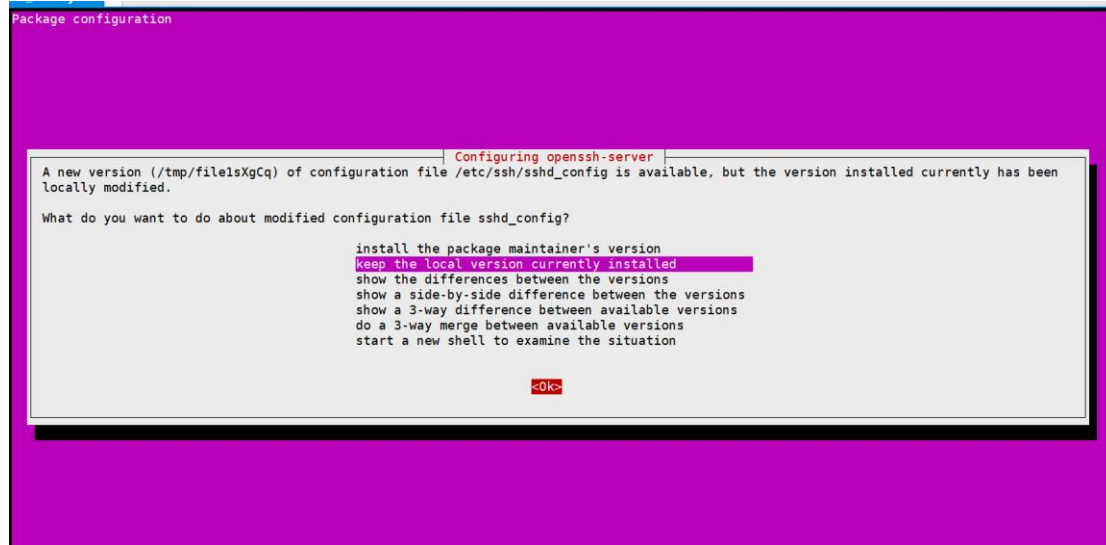 Package configuration
Configuring openssh-server
A new version (/tmp/file1sXgCq) of configuration file /etc/ssh/sshd_config is available, but the version installed currently has been
locally modified.
What do you want to do about modified configuration file sshd_config?
install the package maintainer's version
keep the local version currently installed
show the differences between the versions
show a side-by-side difference between the versions
show a 3-way difference between available versions
do a 3-way merge between available versions
start a new shell to examine the situation
<Ok>